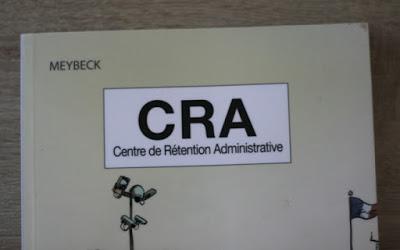 MEYBECK
CRA
Centre de Rétention Administrative